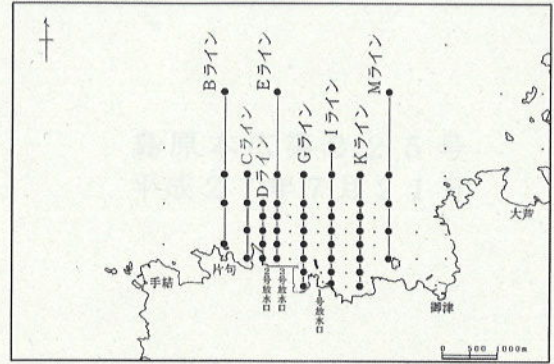 Bライン
Cライン
Dライン
Eライン
Gライン
Iライン
Kライン
Mライン
大芦
手結
片句
号放水口
号放水口
1号放水口
御津
0 500 1000m